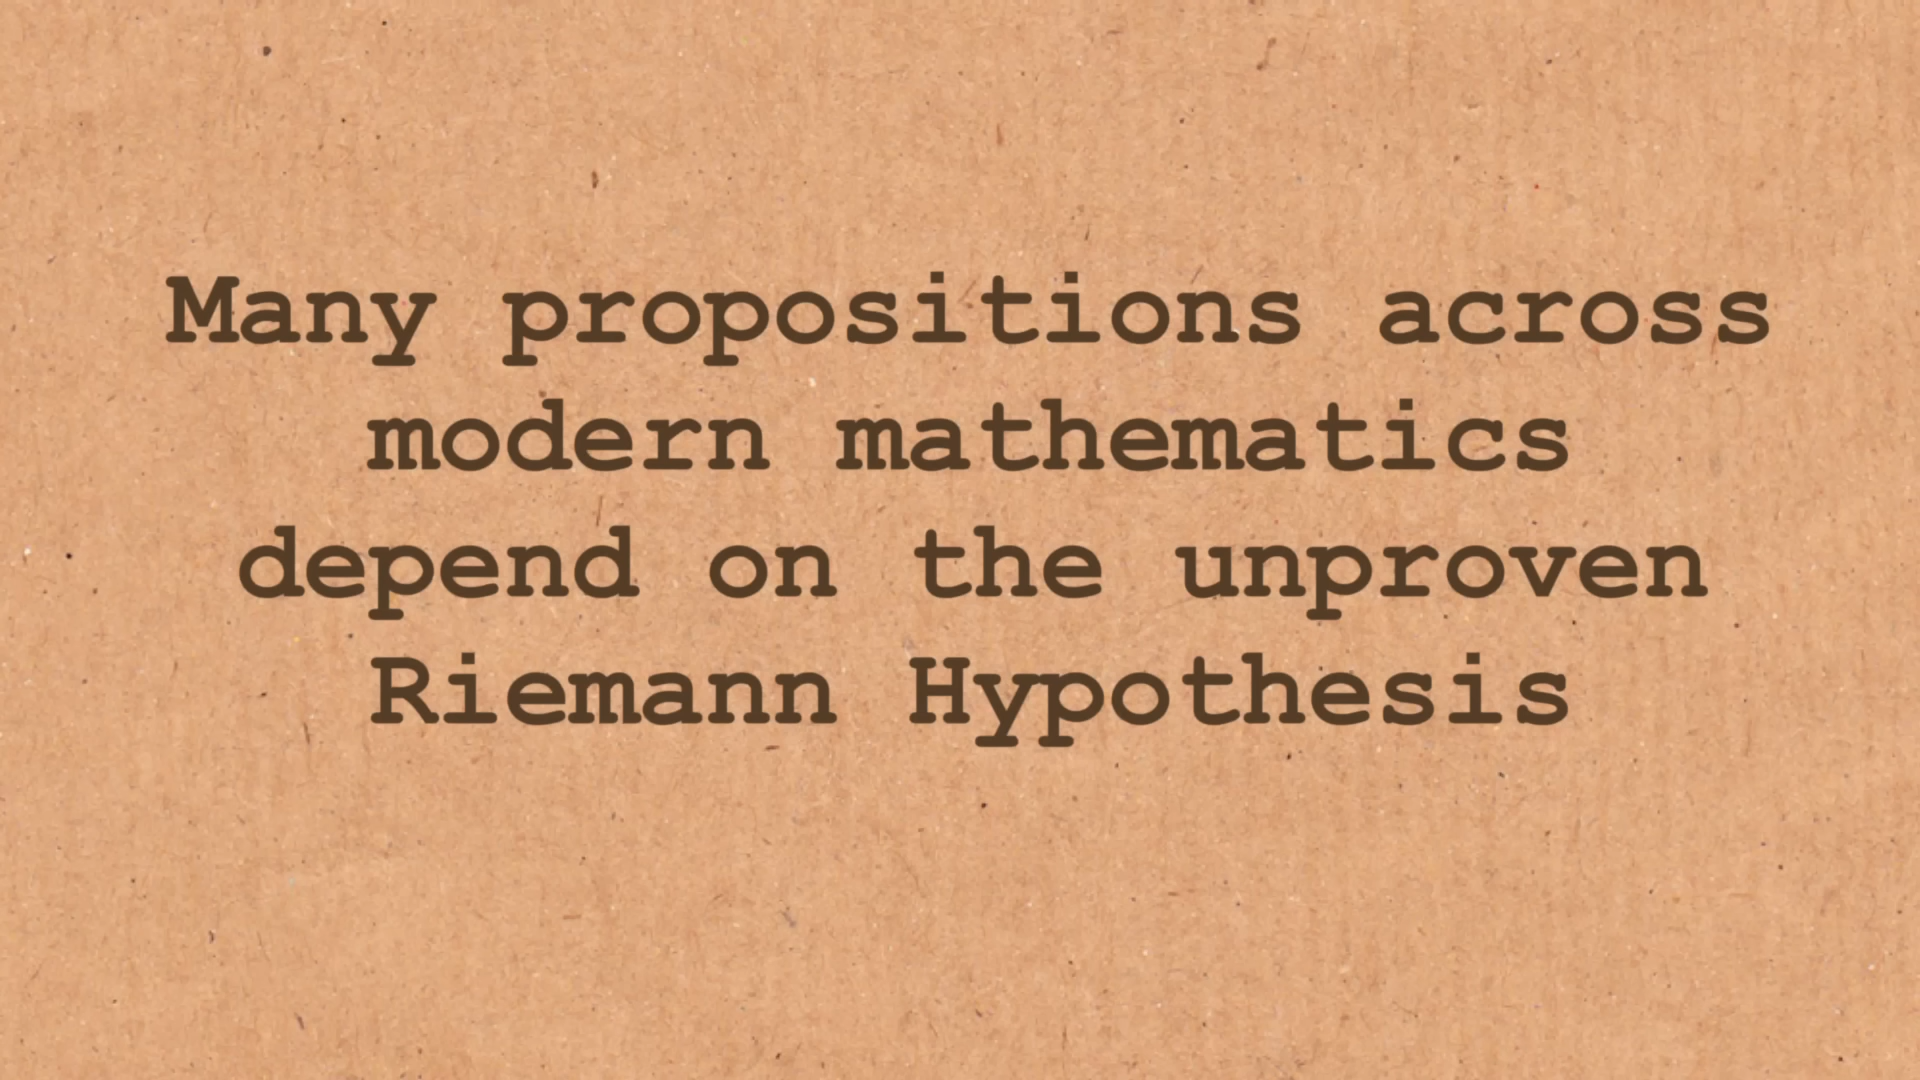 Many propositions across
modern mathematics
depend on the unproven
Riemann Hypothesis